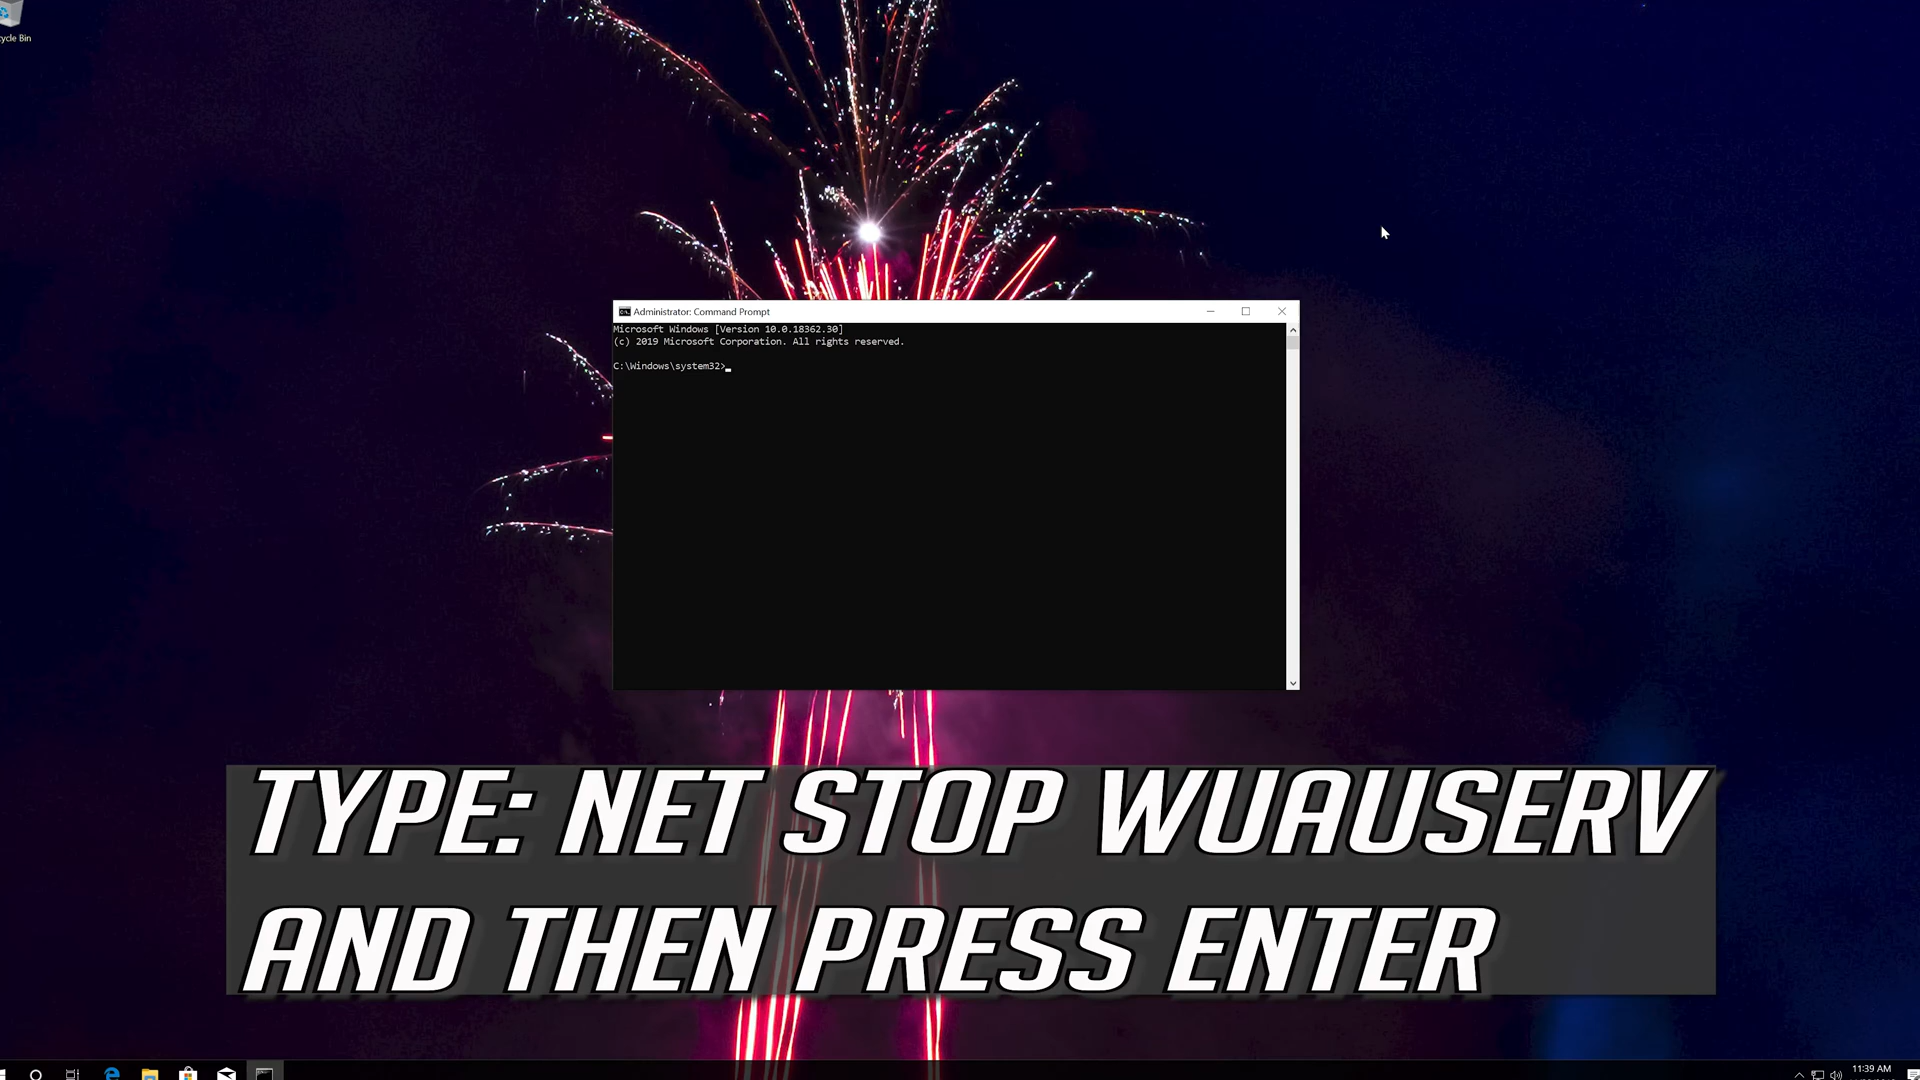 cycle Bin
Administrator: Command Prompt
Microsoft Windows [Version 10.0.18362.30]
(c) 2019 Microsoft Corporation. All rights reserved.
C:\Windows\system32>
TYPE: NET STOP WUAUSERV
AND THEN PRESS ENTER
11:39 AM